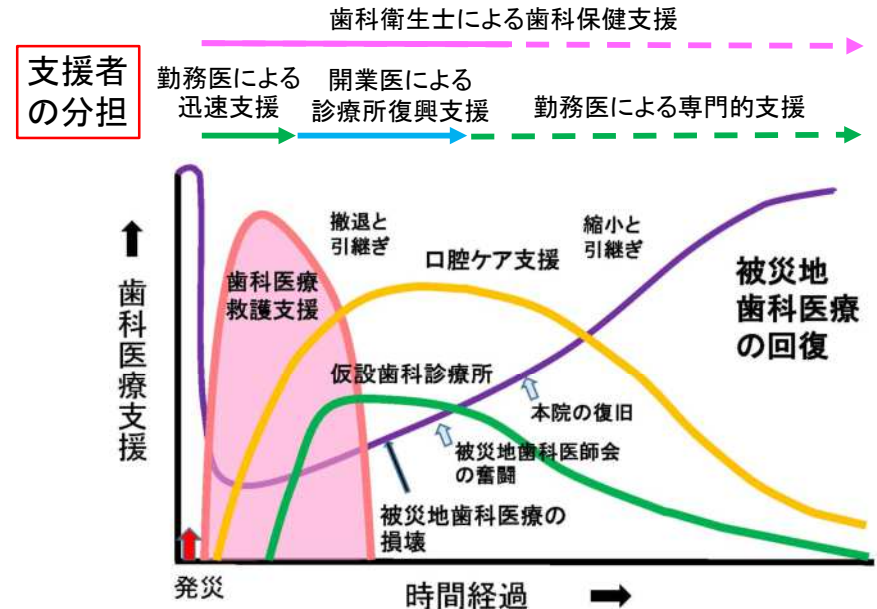 歯科衛生士による歯科保健支援
支援者
の分担
勤務医による
迅速支援
開業医による
診療所復興支援
勤務医による専門的支援
歯科医療支援
歯科医療
救護支援
撤退と
引継ぎ
口腔ケア支援
縮小と
引継ぎ
被災地
歯科医療
の回復
仮設歯科診療所
本院の復旧
被災地歯科医師会
の奮闘
被災地歯科医療の
損壊
発災
時間経過